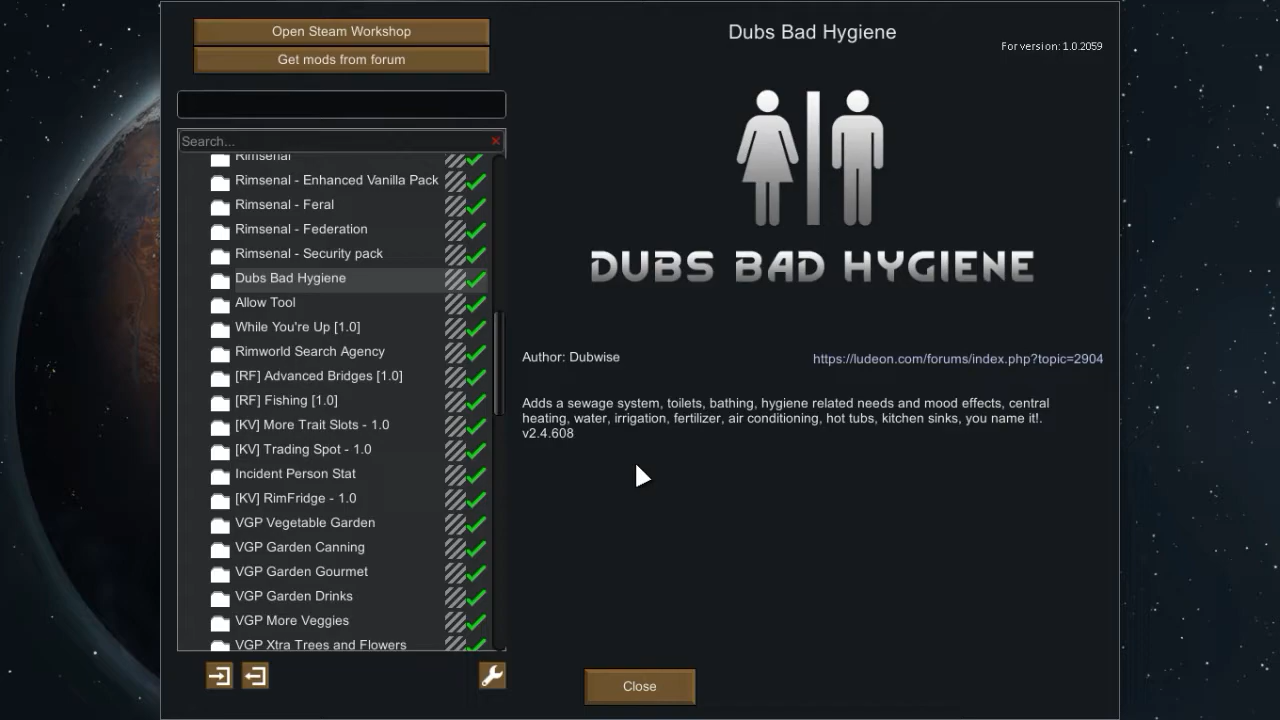 Open Steam Workshop
Get mods from forum
Search...
Rimsenal
Rimsenal - Enhanced Vanilla Pack
Rimsenal - Feral
Rimsenal - Federation
Rimsenal - Security pack
Dubs Bad Hygiene
Allow Tool
While You're Up [1.0]
Rimworld Search Agency
[RF] Advanced Bridges [1.0]
[RF] Fishing [1.0]
[KV] More Trait Slots - 1.0
[KV] Trading Spot - 1.0
Incident Person Stat
[KV] RimFridge - 1.0
VGP Vegetable Garden
VGP Garden Canning
VGP Garden Gourmet
VGP Garden Drinks
VGP More Veggies
VGP Xtra Trees and Flowers
Dubs Bad Hygiene
For version: 1.0.2059
DUBS BAD HYGIENE
Author: Dubwise
https://ludeon.com/forums/index.php?topic=2904
Adds a sewage system, toilets, bathing, hygiene related needs and mood effects, central
heating, water, irrigation, fertilizer, air conditioning, hot tubs, kitchen sinks, you name it!.
v2.4.608
Close